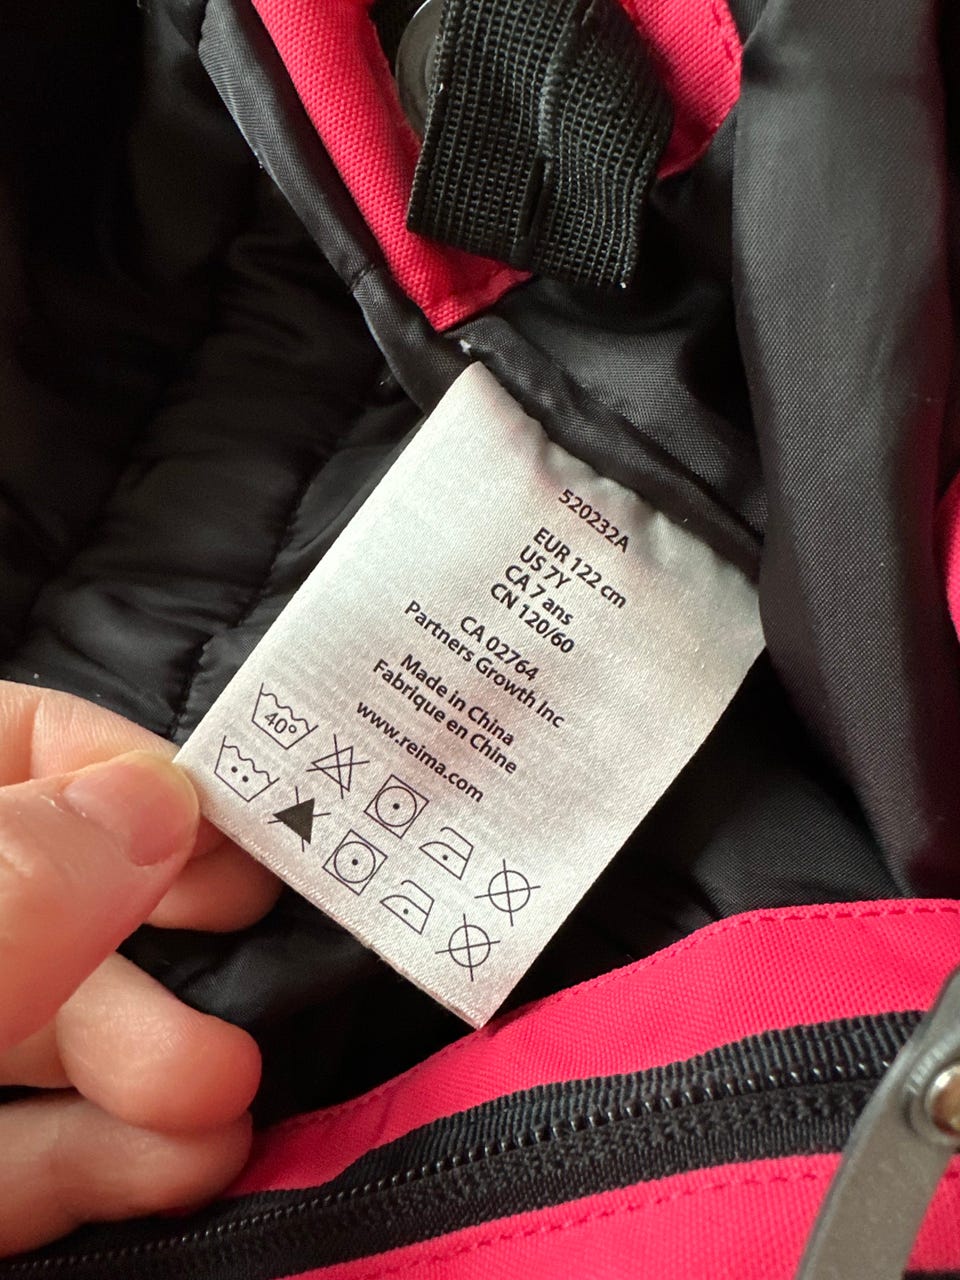 520232A
EUR 122 cm
US 7Y
CA 7 ans
CN 120/60
CA 02764
Partners Growth Inc
Made in China
Fabrique en Chine
www.reima.com
40°